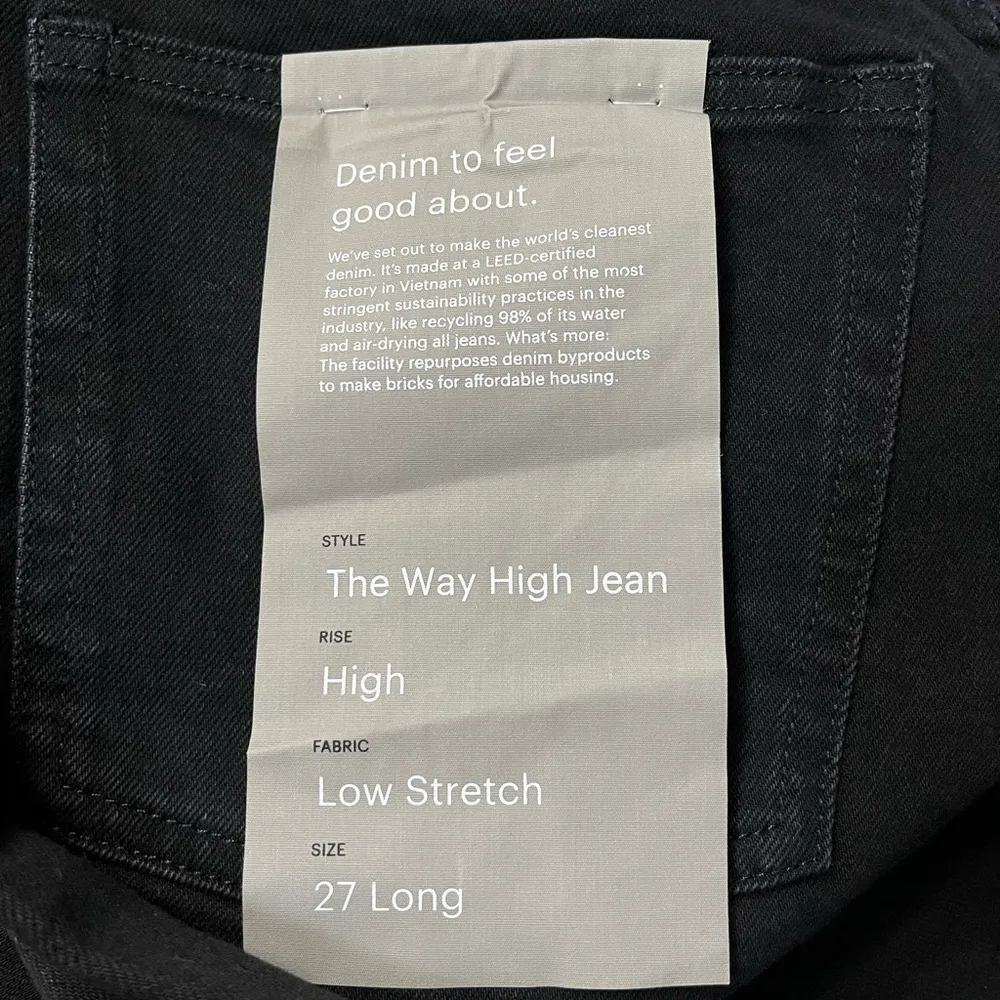 Denim to feel
good about.
We've set out to make the world's cleanest
denim. It's made at a LEED-certified
factory in Vietnam with some of the most
stringent sustainability practices in the
industry, like recycling 98% of its water
and air-drying all jeans. What's more:
The facility repurposes denim byproducts
to make bricks for affordable housing.
STYLE
The Way High Jean
RISE
High
FABRIC
Low Stretch
SIZE
27 Long